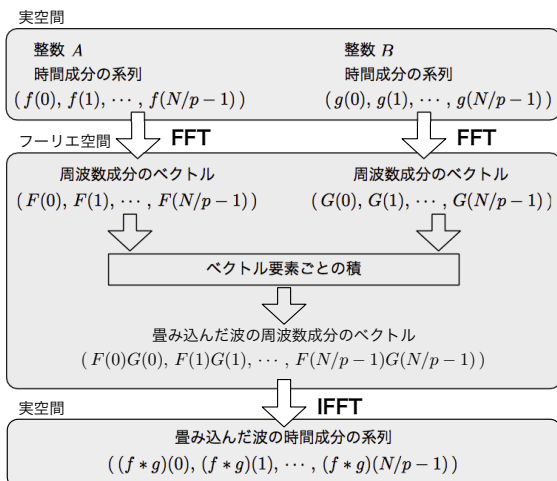 実空間
整数 A
時間成分の系列
( f(0), f(1), ⋯ , f(N/p − 1) )
整数 B
時間成分の系列
( g(0), g(1), ⋯ , g(N/p − 1) )
FFT
FFT
フーリエ空間
周波数成分のベクトル
( F(0), F(1), ⋯ , F(N/p − 1) )
周波数成分のベクトル
( G(0), G(1), ⋯ , G(N/p − 1) )
ベクトル要素ごとの積
畳み込んだ波の周波数成分のベクトル
( F(0)G(0), F(1)G(1), ⋯ , F(N/p − 1)G(N/p − 1) )
IFFT
実空間
畳み込んだ波の時間成分の系列
( (f ∗ g)(0), (f ∗ g)(1), ⋯ , (f ∗ g)(N/p − 1) )